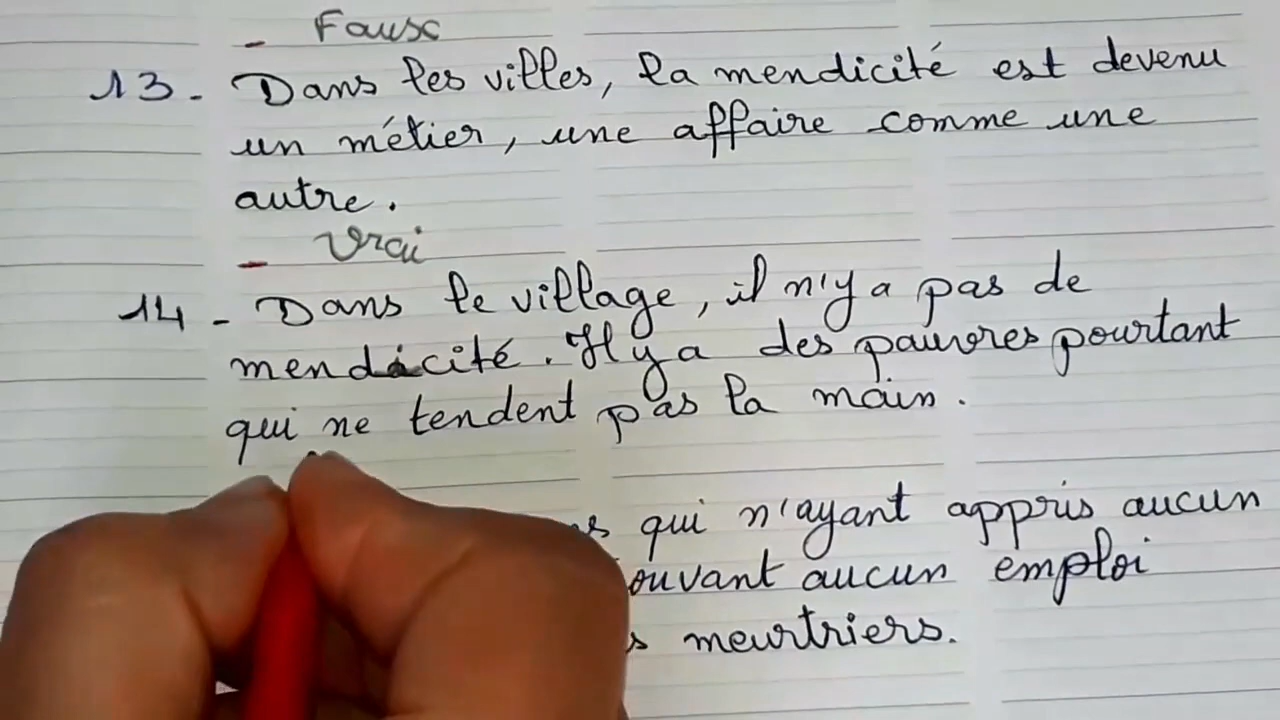 - Faux
13 - Dans les villes, la mendicité est devenu
un métier, une affaire comme une
autre.
- Vrai
14 - Dans le village, il n'y a pas de
mendicité. Il y a des pauvres pourtant
qui ne tendent pas la main.
qui n'ayant appris aucun
aucun emploi
meurtriers.